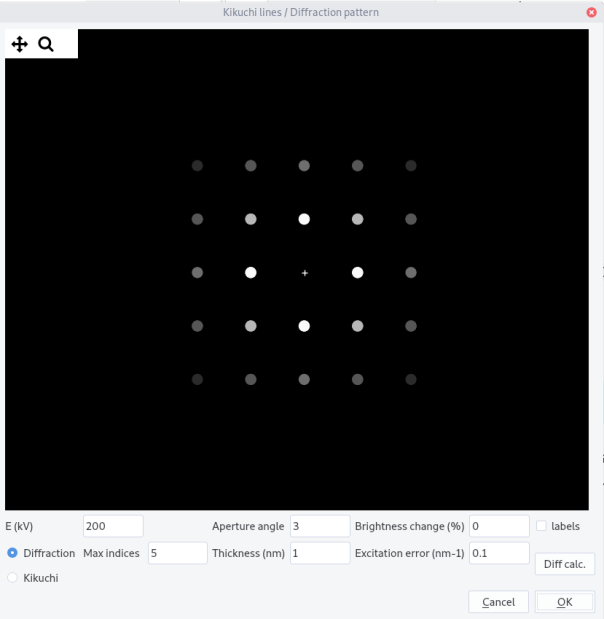 Kikuchi lines / Diffraction pattern
E (kV) 200 Aperture angle 3 Brightness change (%) 0 labels
Diffraction Max indices 5 Thickness (nm) 1 Excitation error (nm-1) 0.1
Diff calc.
Kikuchi
Cancel OK